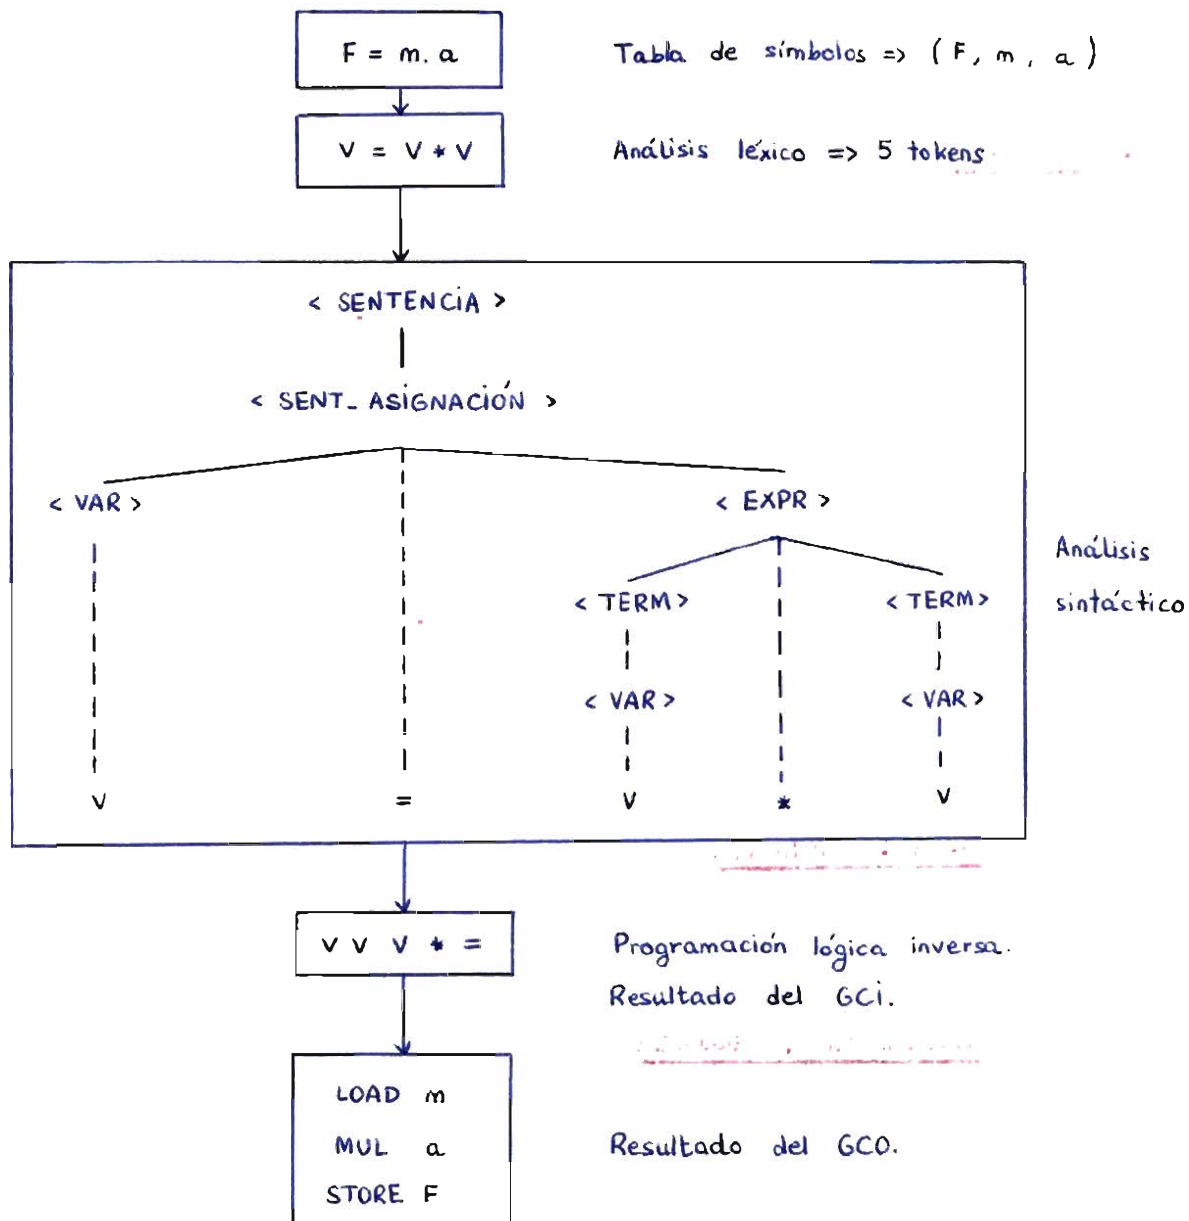 F = m. a
Tabla de símbolos => ( F, m, a )
V = V * V
Análisis léxico => 5 tokens
< SENTENCIA >
< SENT_ ASIGNACIÓN >
< VAR >
< EXPR >
< TERM >
< TERM >
Análisis
sintáctico
< VAR >
< VAR >
V = V * V
V V V * =
Programación lógica inversa.
Resultado del GCI.
LOAD m
MUL a
Resultado del GCO.
STORE F